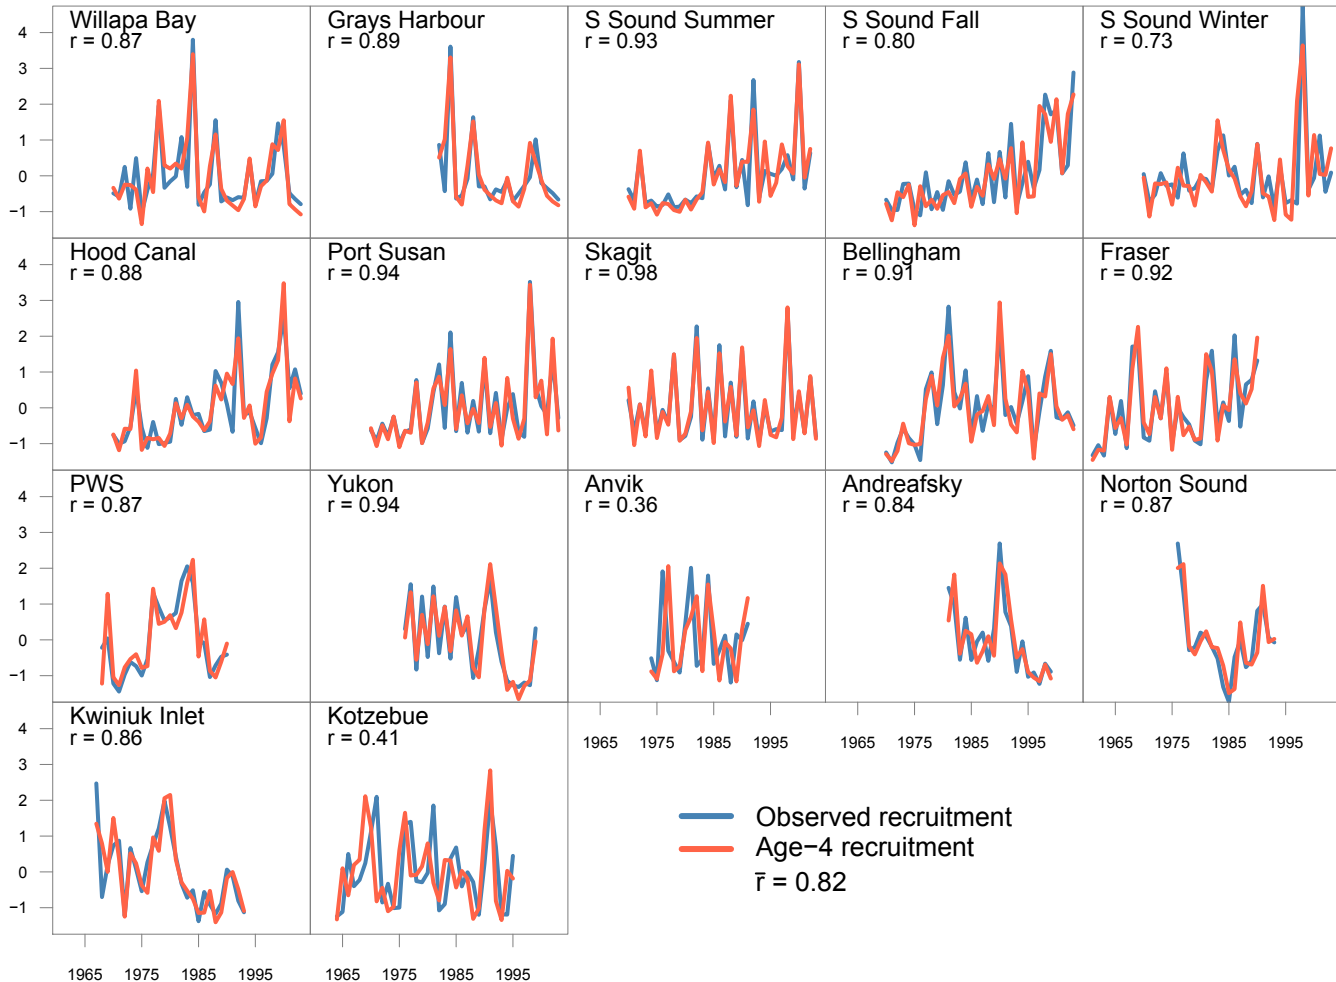 Willapa Bay
r = 0.87
Grays Harbour
r = 0.89
S Sound Summer
r = 0.93
S Sound Fall
r = 0.80
S Sound Winter
r = 0.73
4
3
2
1
0
−1
Hood Canal
r = 0.88
Port Susan
r = 0.94
Skagit
r = 0.98
Bellingham
r = 0.91
Fraser
r = 0.92
4
3
2
1
0
−1
PWS
r = 0.87
Yukon
r = 0.94
Anvik
r = 0.36
Andreafsky
r = 0.84
Norton Sound
r = 0.87
4
3
2
1
0
−1
Kwiniuk Inlet
r = 0.86
Kotzebue
r = 0.41
4
3
2
1
0
−1
1965 1975 1985 1995
1965 1975 1985 1995
1965 1975 1985 1995
Observed recruitment
Age−4 recruitment
r̄ = 0.82
1965 1975 1985 1995
1965 1975 1985 1995